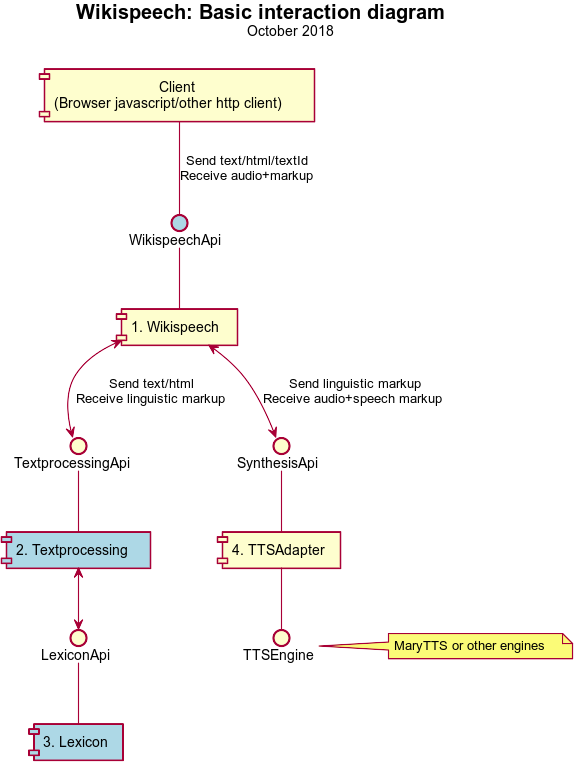 Wikispeech: Basic interaction diagram
October 2018
Client
(Browser javascript/other http client)
Send text/html/textId
Receive audio+markup
WikispeechApi
1. Wikispeech
Send text/html
Receive linguistic markup
Send linguistic markup
Receive audio+speech markup
TextprocessingApi
SynthesisApi
2. Textprocessing
4. TTSAdapter
LexiconApi
TTSEngine
MaryTTS or other engines
3. Lexicon